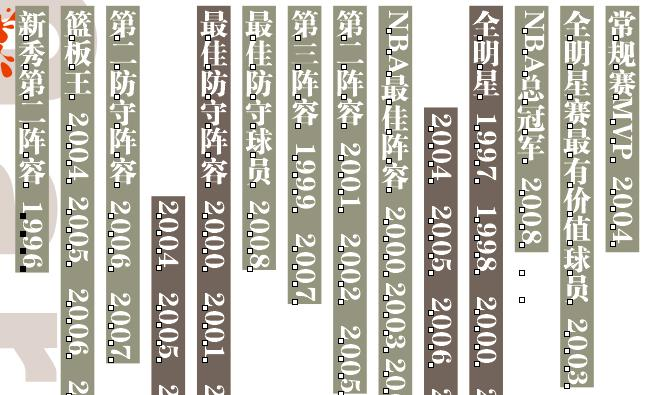 常规赛MVP 2004
全明星赛最有价值球员 2003
NBA总冠军 2008
全明星 1997 1998 2000
2004 2005 2006
NBA最佳阵容 2000 2003
第二阵容 2001 2002 2005
第三阵容 1999 2007
最佳防守球员 2008
最佳防守阵容 2000 2001
2004 2005
第二防守阵容 2006 2007
篮板王 2004 2005 2006
新秀第二阵容 1996